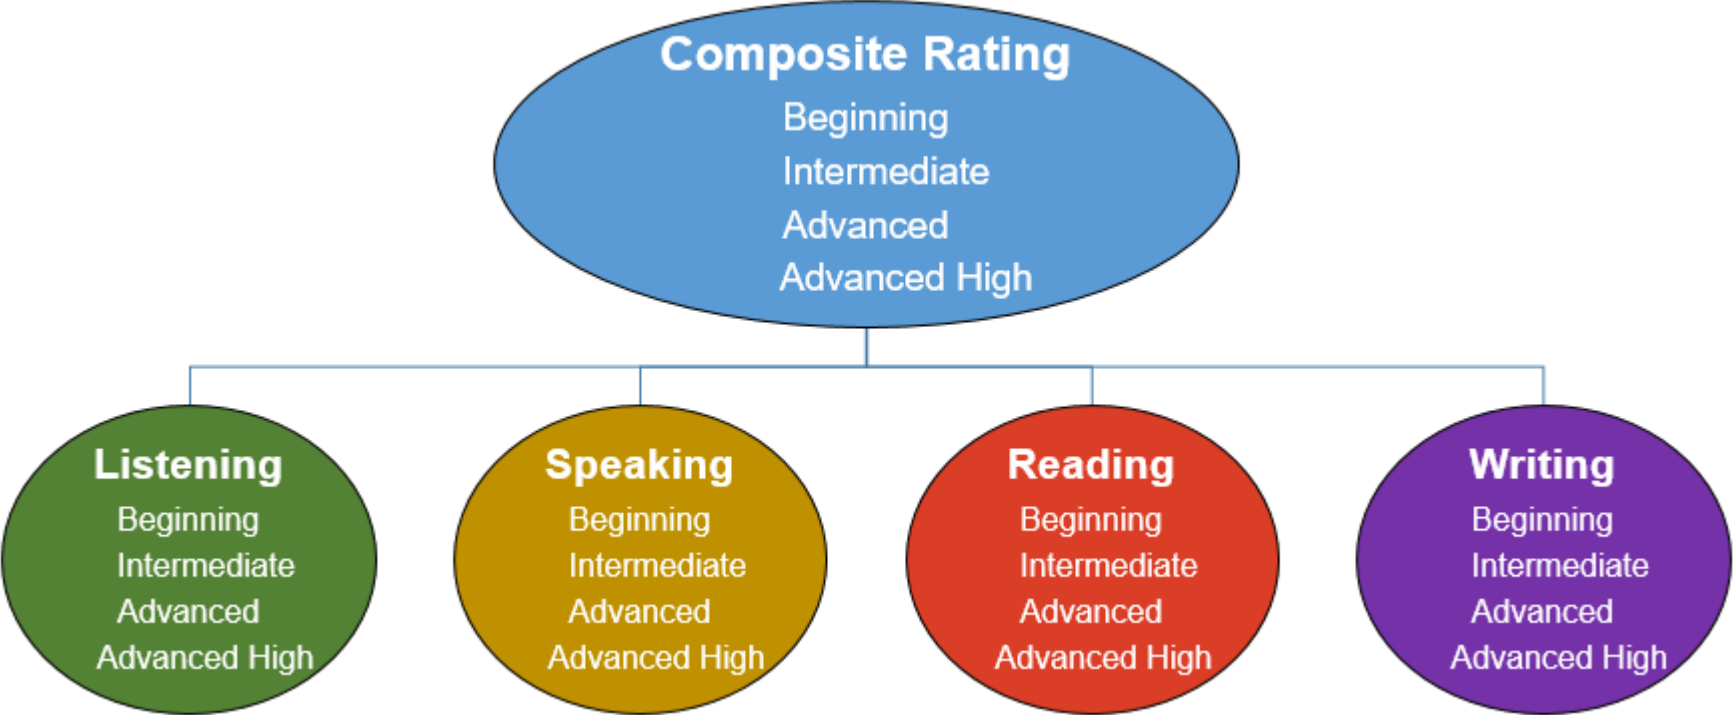 Composite Rating
Beginning
Intermediate
Advanced
Advanced High
Listening
Beginning
Intermediate
Advanced
Advanced High
Speaking
Beginning
Intermediate
Advanced
Advanced High
Reading
Beginning
Intermediate
Advanced
Advanced High
Writing
Beginning
Intermediate
Advanced
Advanced High